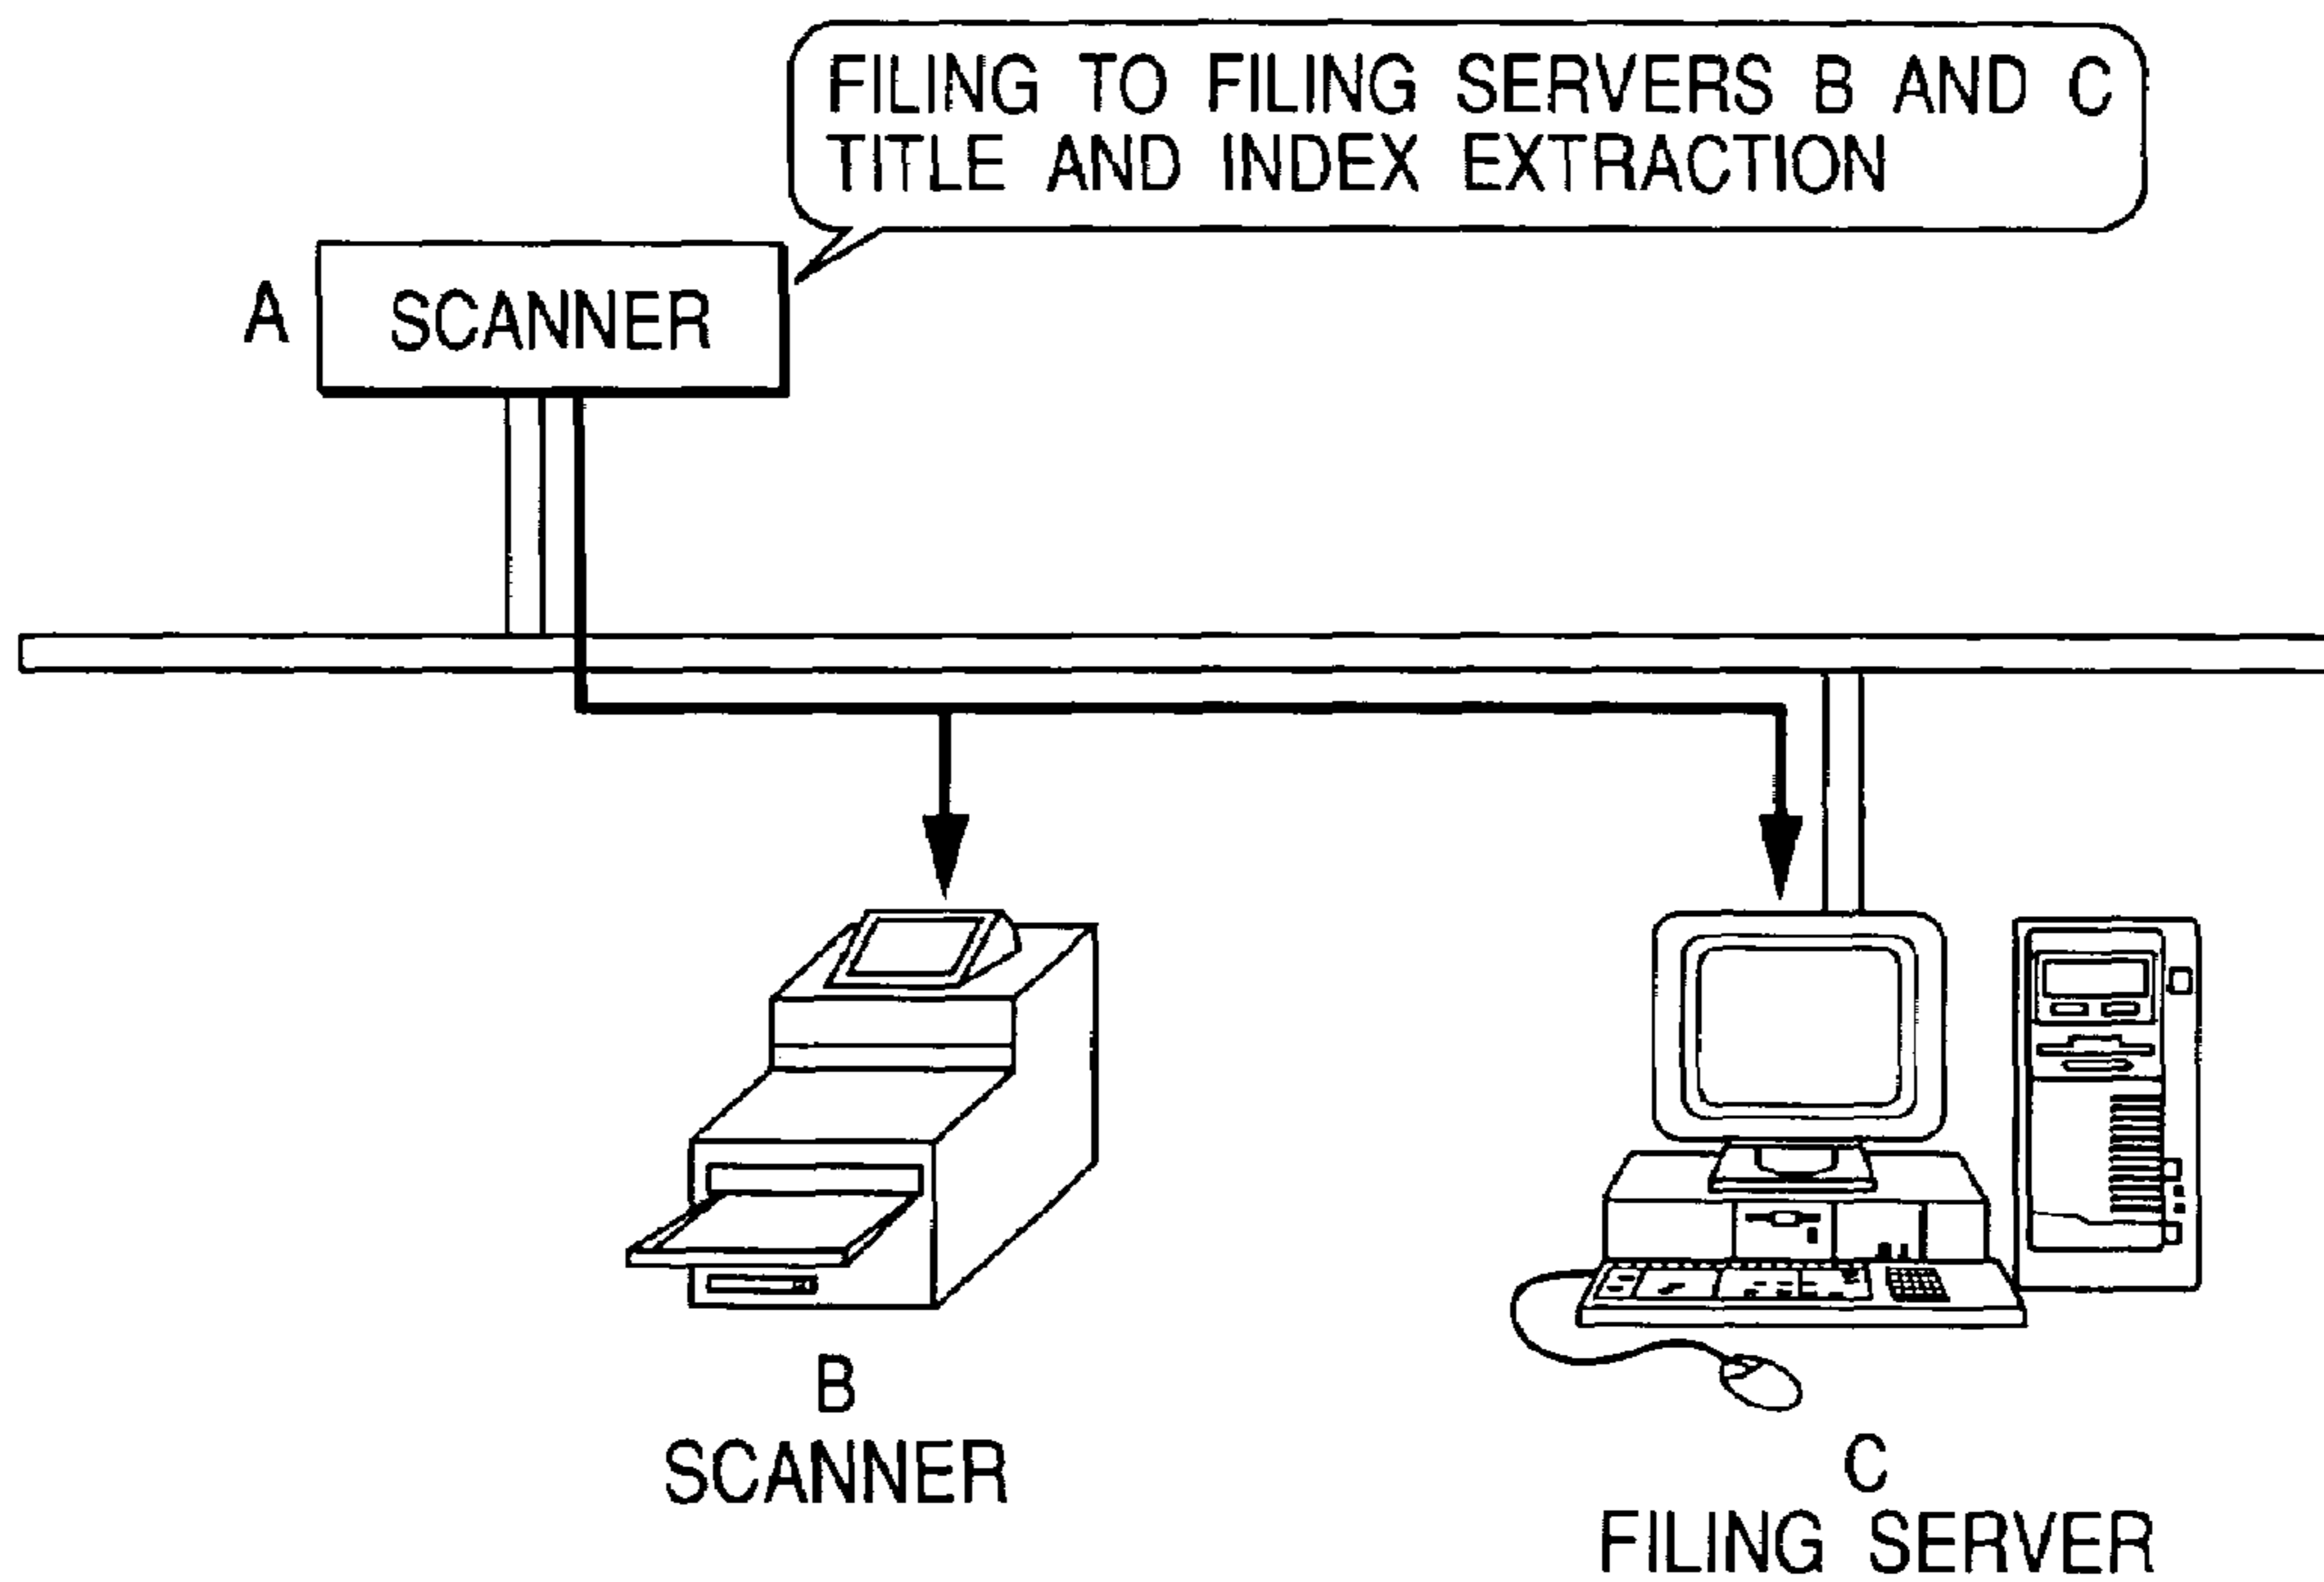 FILING TO FILING SERVERS B AND C
TITLE AND INDEX EXTRACTION
A SCANNER
B
SCANNER
C
FILING SERVER